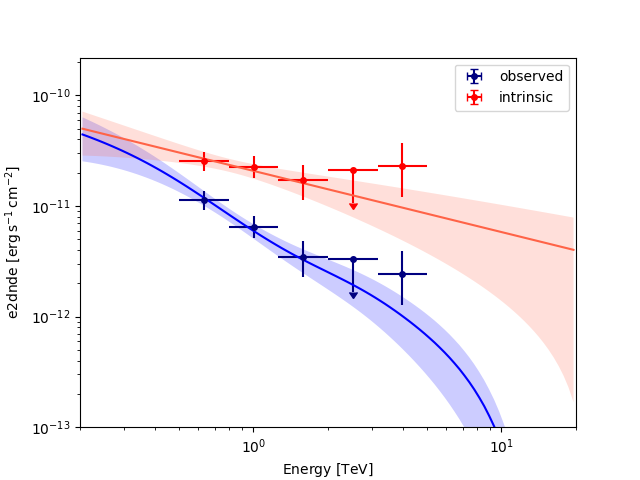 observed
intrinsic
10⁻¹⁰
10⁻¹¹
10⁻¹²
10⁻¹³
e2dnde [erg s⁻¹ cm⁻²]
10⁰
10¹
Energy [TeV]